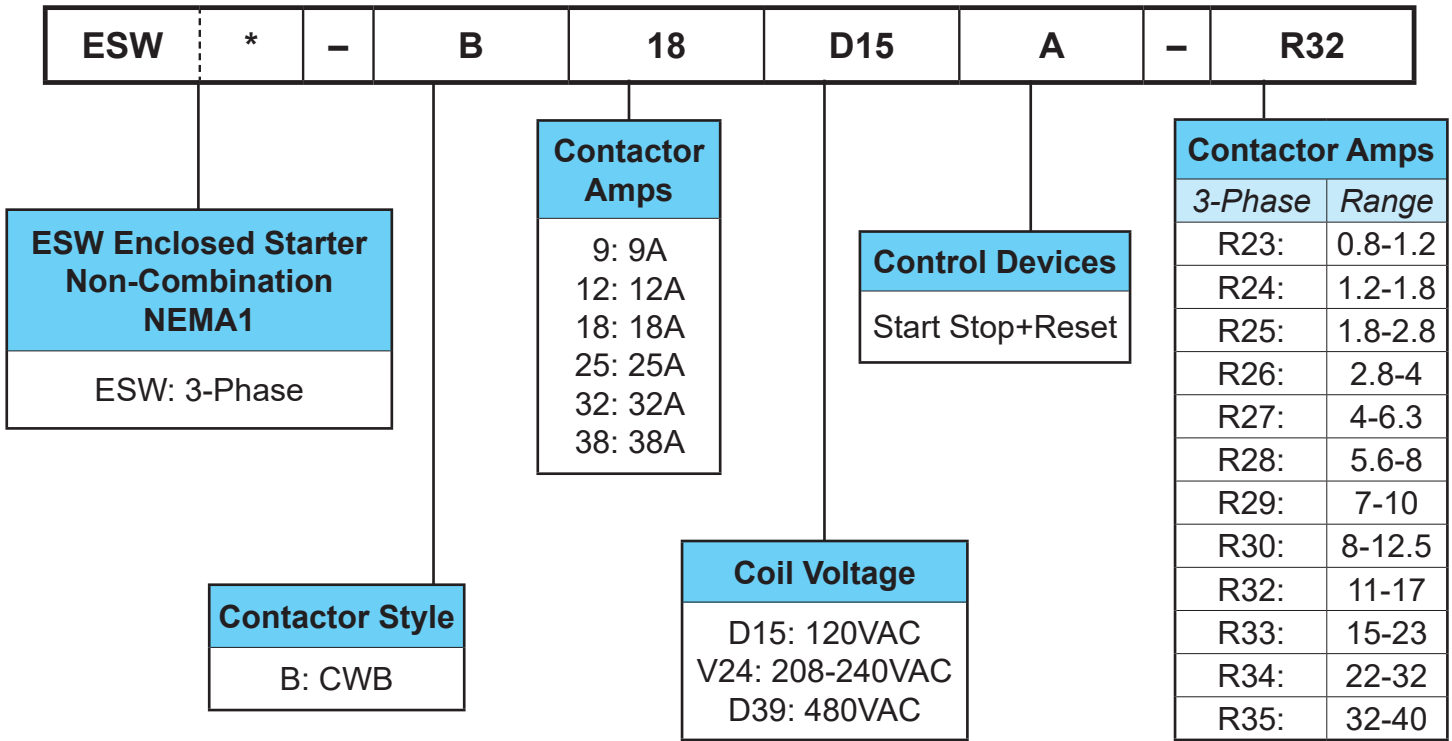 ESW * – B 18 D15 A – R32
ESW Enclosed Starter
Non-Combination
NEMA1
ESW: 3-Phase
Contactor Style
B: CWB
Contactor
Amps
9: 9A
12: 12A
18: 18A
25: 25A
32: 32A
38: 38A
Coil Voltage
D15: 120VAC
V24: 208-240VAC
D39: 480VAC
Control Devices
Start Stop+Reset
Contactor Amps
3-Phase Range
R23: 0.8-1.2
R24: 1.2-1.8
R25: 1.8-2.8
R26: 2.8-4
R27: 4-6.3
R28: 5.6-8
R29: 7-10
R30: 8-12.5
R32: 11-17
R33: 15-23
R34: 22-32
R35: 32-40